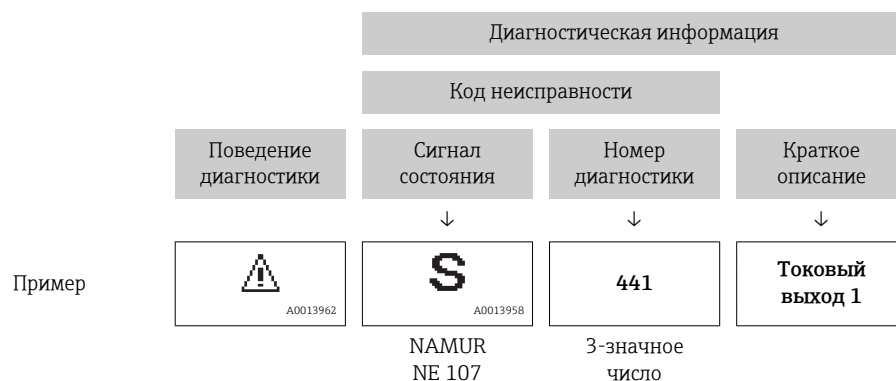 Диагностическая информация
Код неисправности
Поведение
диагностики
Сигнал
состояния
Номер
диагностики
Краткое
описание
↓
↓
↓
Пример
A0013962
S
A0013958
441
Токовый
выход 1
NAMUR
NE 107
3-значное
число